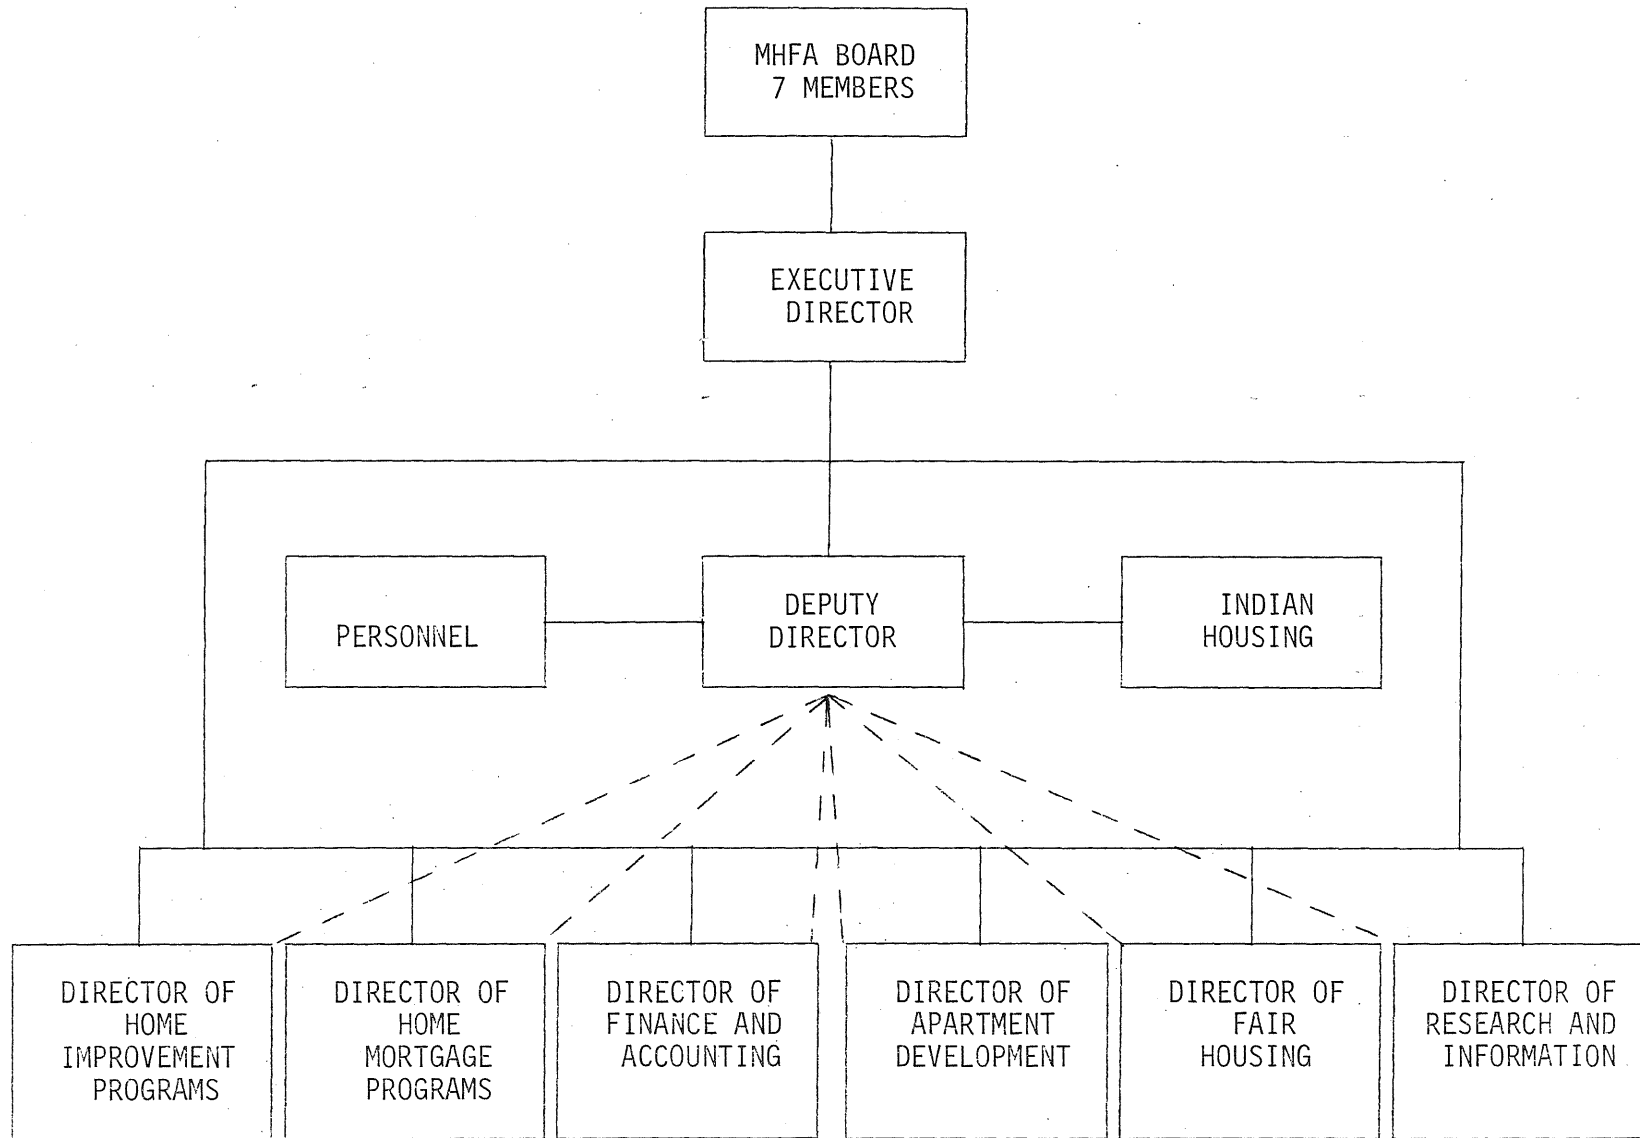 MHFA BOARD
7 MEMBERS
EXECUTIVE
DIRECTOR
PERSONNEL
DEPUTY
DIRECTOR
INDIAN
HOUSING
DIRECTOR OF
HOME
IMPROVEMENT
PROGRAMS
DIRECTOR OF
HOME
MORTGAGE
PROGRAMS
DIRECTOR OF
FINANCE AND
ACCOUNTING
DIRECTOR OF
APARTMENT
DEVELOPMENT
DIRECTOR OF
FAIR
HOUSING
DIRECTOR OF
RESEARCH AND
INFORMATION